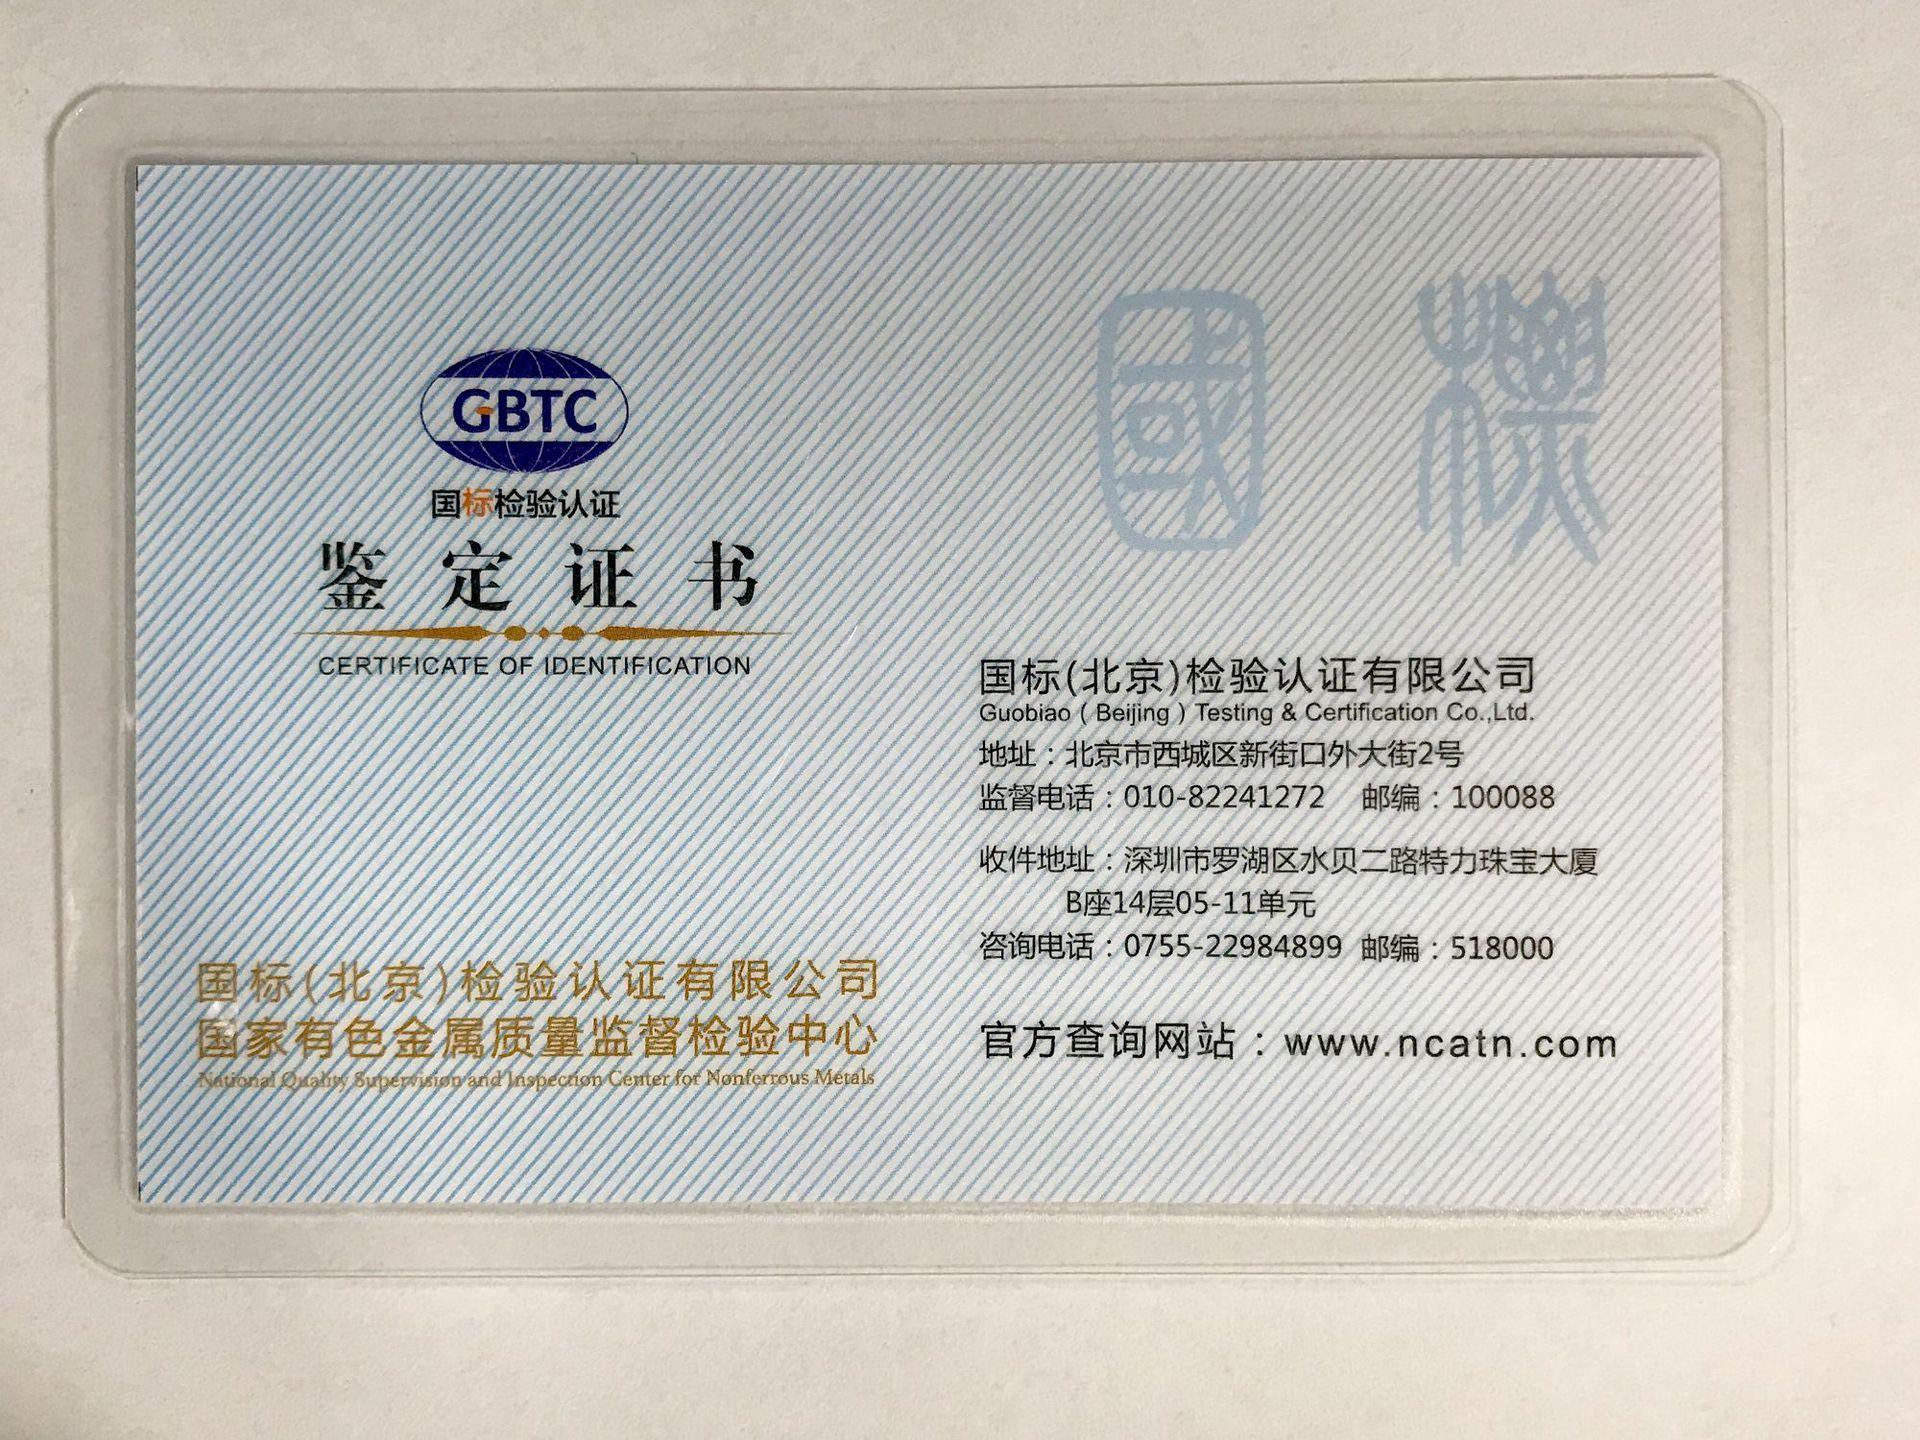 GBTC
国标检验认证
鉴定证书
CERTIFICATE OF IDENTIFICATION
国标(北京)检验认证有限公司
国家有色金属质量监督检验中心
National Quality Supervision and Inspection Center for Nonferrous Metals
國標
国标(北京)检验认证有限公司
Guobiao ( Beijing ) Testing & Certification Co.,Ltd.
地址：北京市西城区新街口外大街2号
监督电话：010-82241272 邮编：100088
收件地址：深圳市罗湖区水贝二路特力珠宝大厦
B座14层05-11单元
咨询电话：0755-22984899 邮编：518000
官方查询网站：www.ncatn.com